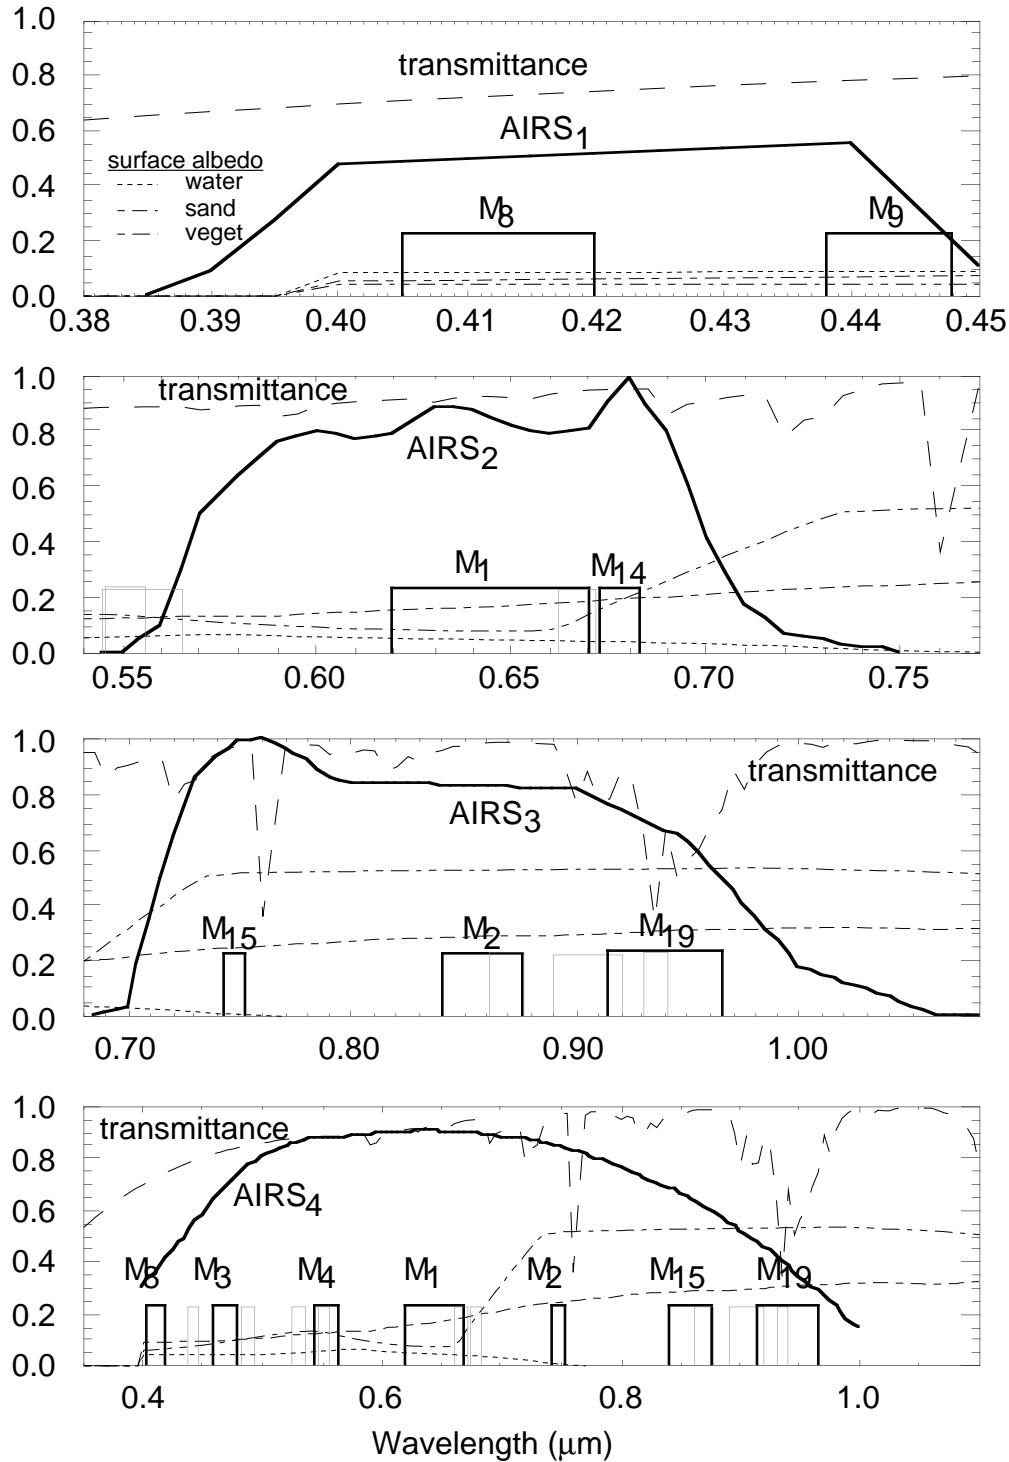 1.0
0.8
0.6
0.4
0.2
0.0
transmittance
AIRS1
surface albedo
water
sand
veget
M8
M9
0.38 0.39 0.40 0.41 0.42 0.43 0.44 0.45
1.0
0.8
0.6
0.4
0.2
0.0
transmittance
AIRS2
M1
M14
0.55 0.60 0.65 0.70 0.75
1.0
0.8
0.6
0.4
0.2
0.0
transmittance
AIRS3
M15
M2
M19
0.70 0.80 0.90 1.00
1.0
0.8
0.6
0.4
0.2
0.0
transmittance
AIRS4
M8 M3 M4 M1 M2 M15 M19
0.4 0.6 0.8 1.0
Wavelength (μm)